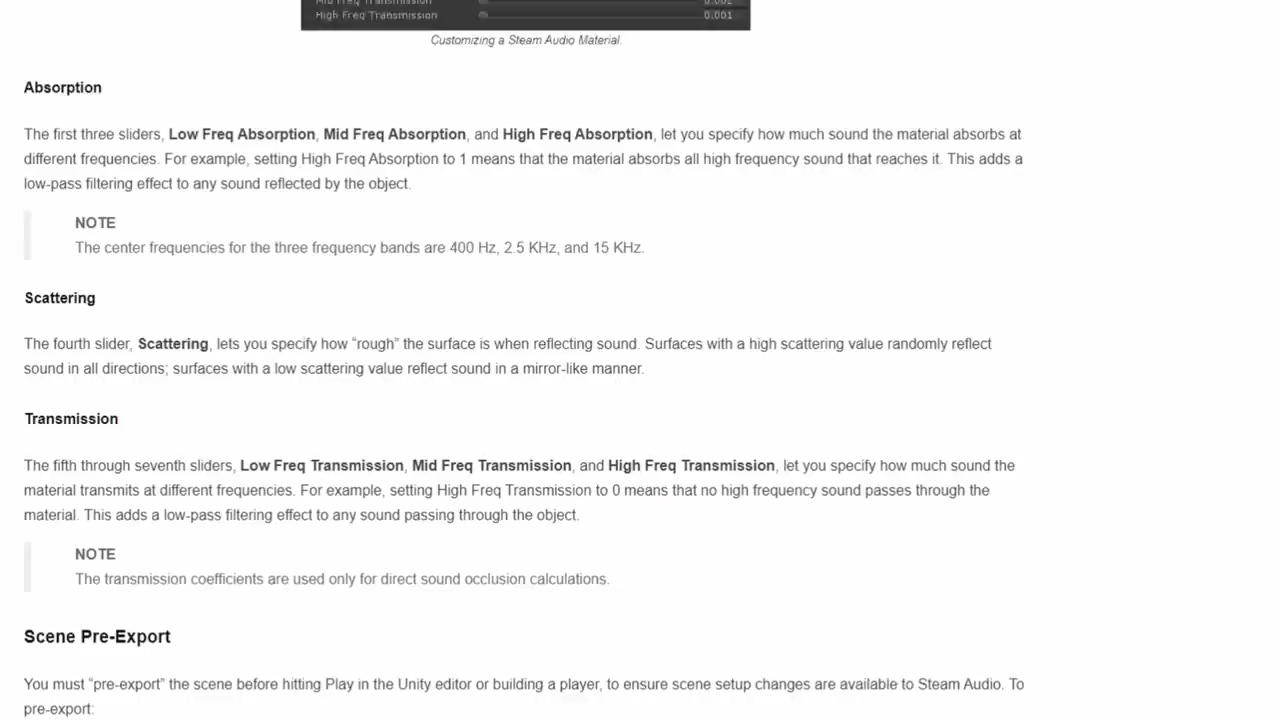 Mid Freq Transmission 0.002
High Freq Transmission 0.001
Customizing a Steam Audio Material.
Absorption
The first three sliders, Low Freq Absorption, Mid Freq Absorption, and High Freq Absorption, let you specify how much sound the material absorbs at
different frequencies. For example, setting High Freq Absorption to 1 means that the material absorbs all high frequency sound that reaches it. This adds a
low-pass filtering effect to any sound reflected by the object.
NOTE
The center frequencies for the three frequency bands are 400 Hz, 2.5 KHz, and 15 KHz.
Scattering
The fourth slider, Scattering, lets you specify how “rough” the surface is when reflecting sound. Surfaces with a high scattering value randomly reflect
sound in all directions; surfaces with a low scattering value reflect sound in a mirror-like manner.
Transmission
The fifth through seventh sliders, Low Freq Transmission, Mid Freq Transmission, and High Freq Transmission, let you specify how much sound the
material transmits at different frequencies. For example, setting High Freq Transmission to 0 means that no high frequency sound passes through the
material. This adds a low-pass filtering effect to any sound passing through the object.
NOTE
The transmission coefficients are used only for direct sound occlusion calculations.
Scene Pre-Export
You must “pre-export” the scene before hitting Play in the Unity editor or building a player, to ensure scene setup changes are available to Steam Audio. To
pre-export: